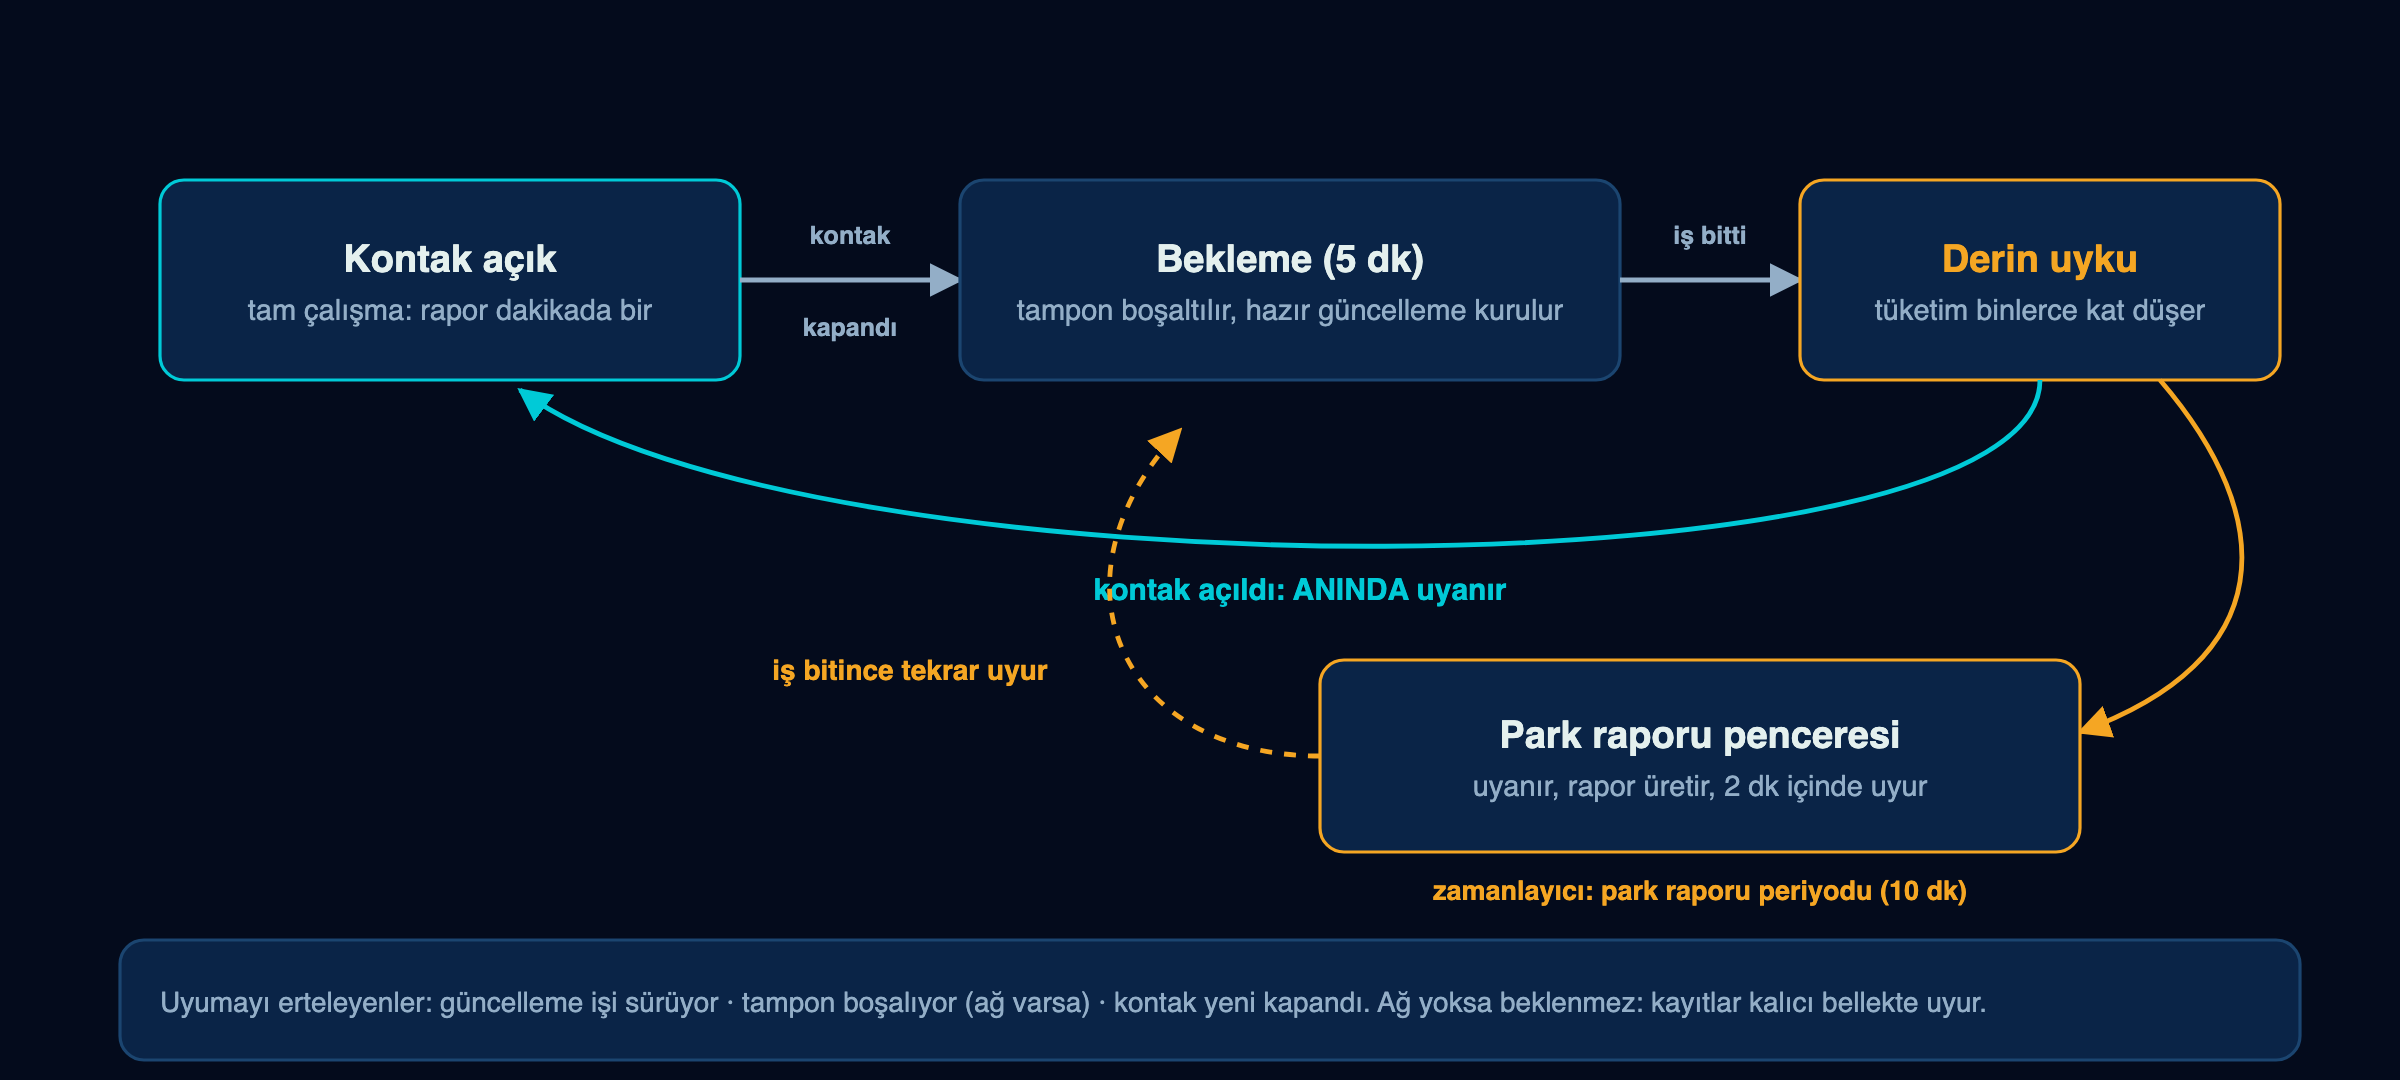 Kontak açık
tam çalışma: rapor dakikada bir
kontak
kapandı
Bekleme (5 dk)
tampon boşaltılır, hazır güncelleme kurulur
iş bitti
Derin uyku
tüketim binlerce kat düşer
kontak açıldı: ANINDA uyanır
iş bitince tekrar uyur
Park raporu penceresi
uyanır, rapor üretir, 2 dk içinde uyur
zamanlayıcı: park raporu periyodu (10 dk)
Uyumayı erteleyenler: güncelleme işi sürüyor · tampon boşalıyor (ağ varsa) · kontak yeni kapandı. Ağ yoksa beklenmez: kayıtlar kalıcı bellekte uyur.